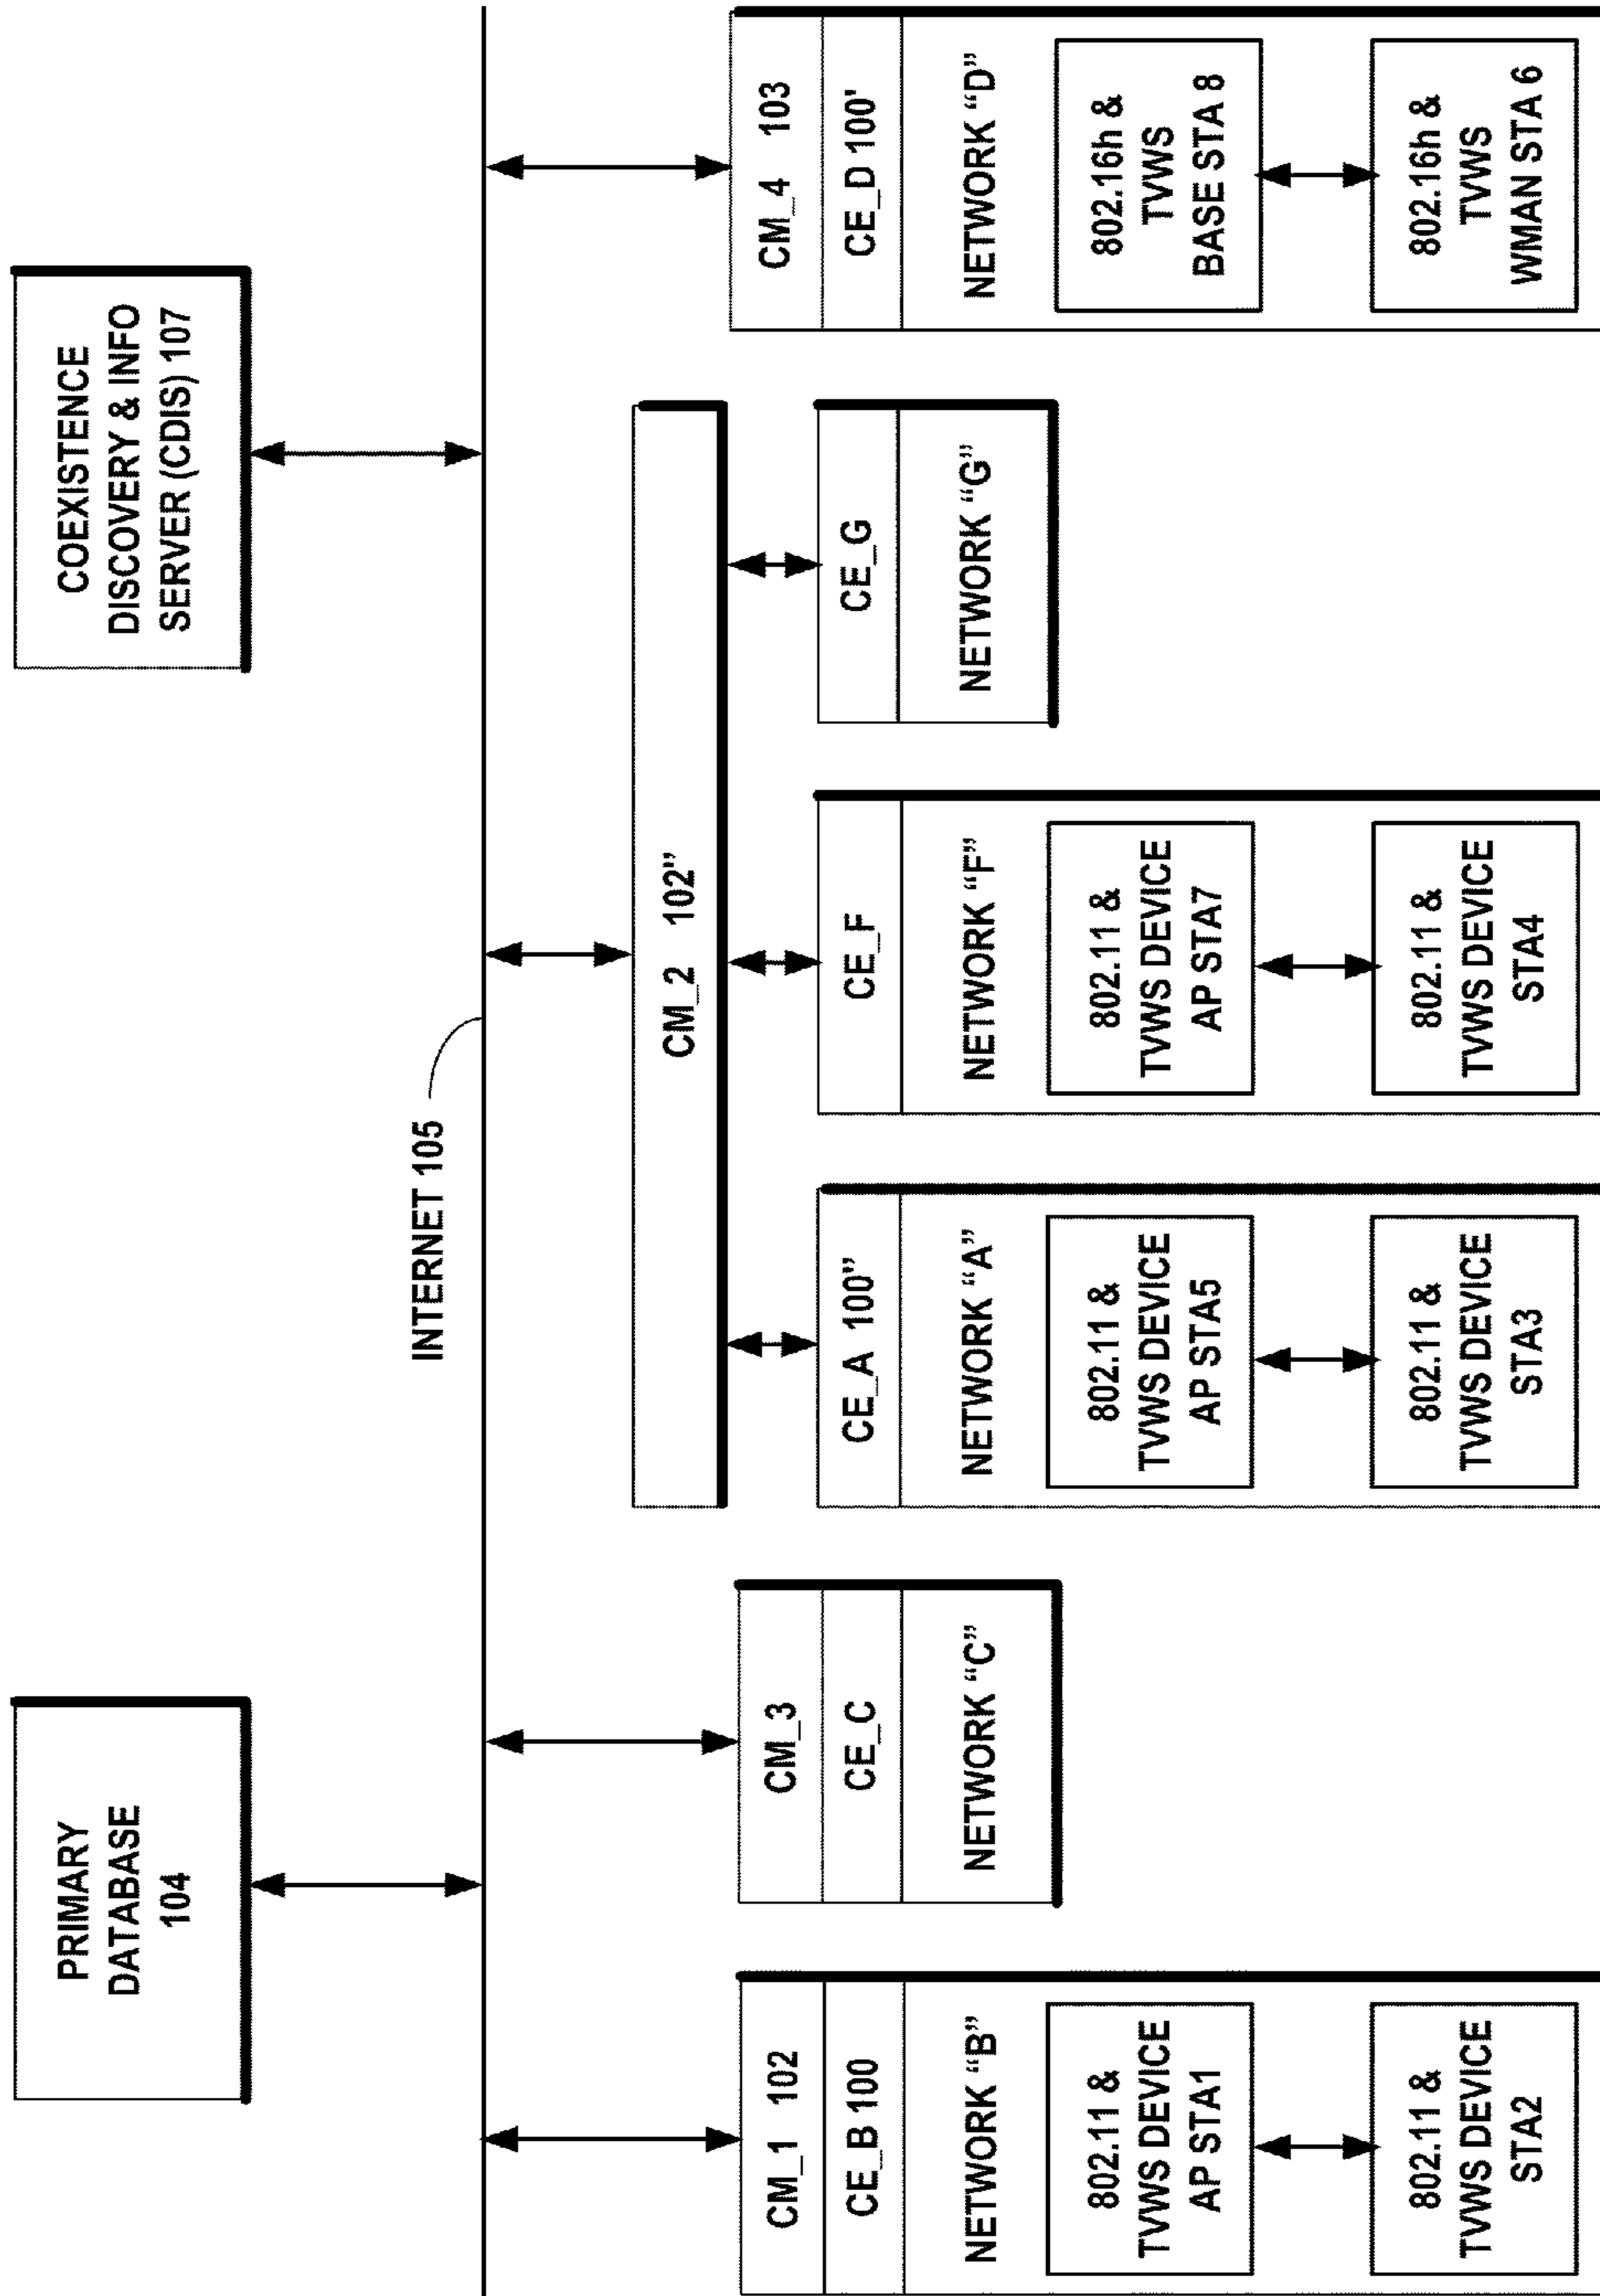 PRIMARY
DATABASE
104
COEXISTENCE
DISCOVERY & INFO
SERVER (CDIS) 107
INTERNET 105
CM_1 102
CE_B 100
NETWORK “B”
802.11 &
TVWS DEVICE
AP STA1
802.11 &
TVWS DEVICE
STA2
CM_3
CE_C
NETWORK “C”
CM_2 102”
CE_A 100”
NETWORK “A”
802.11 &
TVWS DEVICE
AP STA5
802.11 &
TVWS DEVICE
STA3
CE_F
NETWORK “F”
802.11 &
TVWS DEVICE
AP STA7
802.11 &
TVWS DEVICE
STA4
CE_G
NETWORK “G”
CM_4 103
CE_D 100'
NETWORK “D”
802.16h &
TVWS
BASE STA 8
802.16h &
TVWS
WMAN STA 6